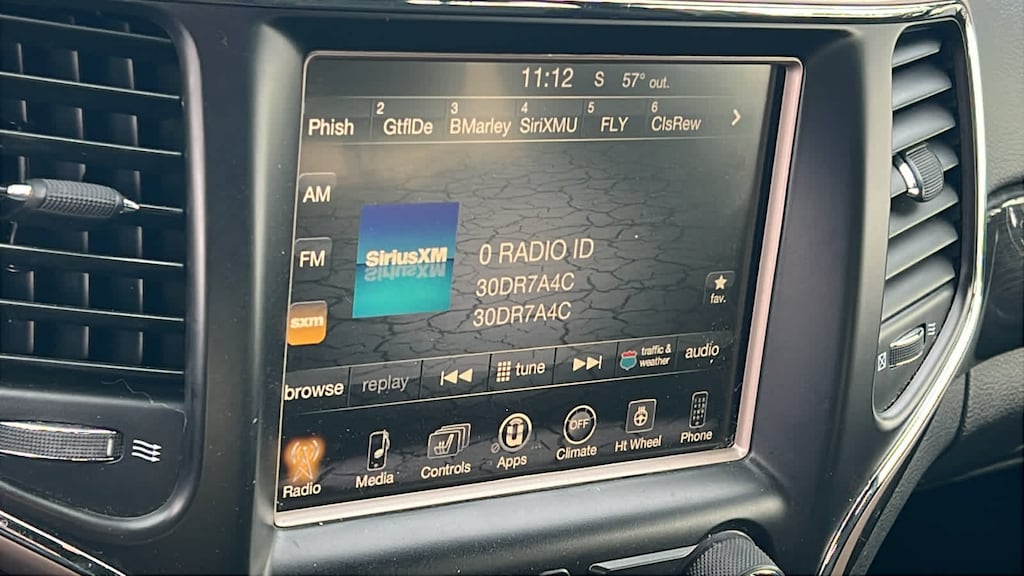 11:12 S 57° out.
Phish 2 GtflDe 3 BMarley 4 SiriXMU 5 FLY 6 ClsRew
AM
FM
sxm
SiriusXM
0 RADIO ID
30DR7A4C
30DR7A4C
fav.
browse replay tune traffic & weather audio
Radio Media Controls Apps OFF Climate Ht Wheel Phone